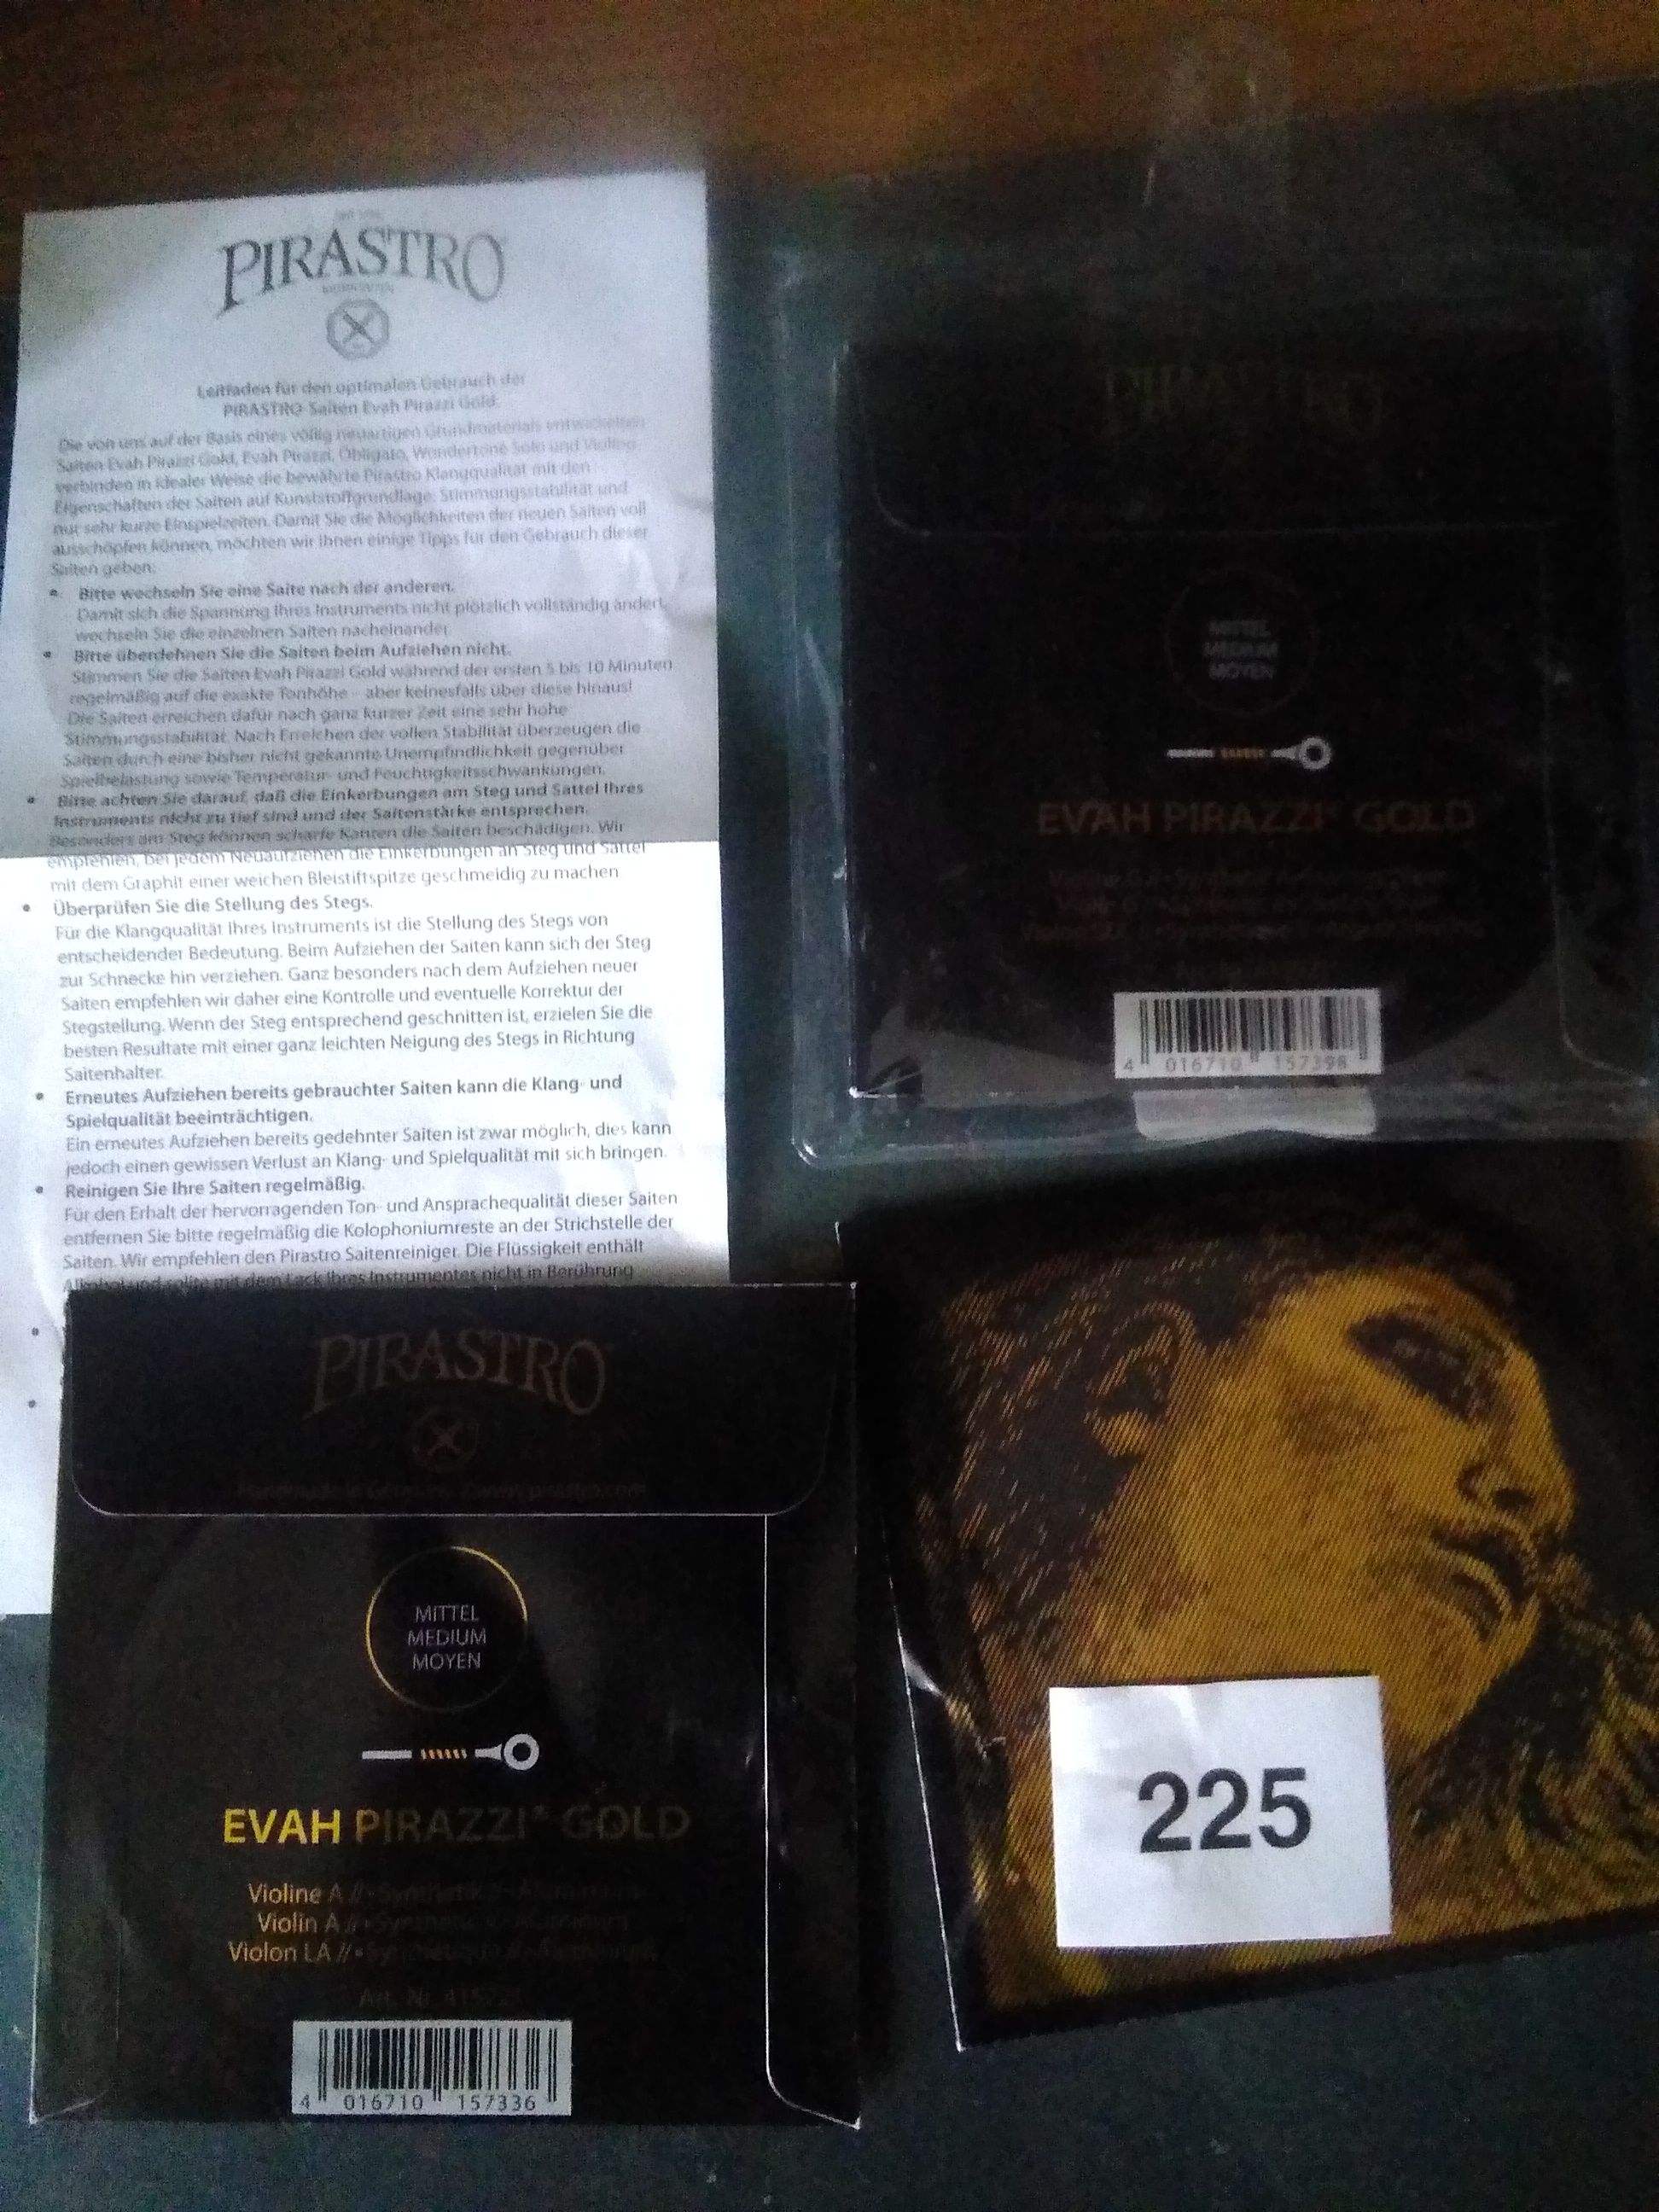 PIRASTRO
Leitfaden für den optimalen Gebrauch der
PIRASTRO-Saiten Evah Pirazzi Gold.
Die von uns auf der Basis eines völlig neuartigen Grundmaterials entwickelten
Saiten Evah Pirazzi Gold, Evah Pirazzi, Obligato, Wondertone Solo und Violino
verbinden in idealer Weise die bewährte Pirastro Klangqualität mit den
Eigenschaften der Saiten auf Kunststoffgrundlage: Stimmungsstabilität und
nur sehr kurze Einspielzeiten. Damit Sie die Möglichkeiten der neuen Saiten voll
ausschöpfen können, möchten wir Ihnen einige Tipps für den Gebrauch dieser
Saiten geben:
• Bitte wechseln Sie eine Saite nach der anderen.
Damit sich die Spannung Ihres Instruments nicht plötzlich vollständig ändert,
wechseln Sie die einzelnen Saiten nacheinander.
• Bitte überdehnen Sie die Saiten beim Aufziehen nicht.
Stimmen Sie die Saiten Evah Pirazzi Gold während der ersten 5 bis 10 Minuten
regelmäßig auf die exakte Tonhöhe – aber keinesfalls über diese hinaus!
Die Saiten erreichen dafür nach ganz kurzer Zeit eine sehr hohe
Stimmungsstabilität. Nach Erreichen der vollen Stabilität überzeugen die
Saiten durch eine bisher nicht gekannte Unempfindlichkeit gegenüber
Spielbelastung sowie Temperatur- und Feuchtigkeitsschwankungen.
• Bitte achten Sie darauf, daß die Einkerbungen am Steg und Sattel Ihres
Instruments nicht zu tief sind und der Saitenstärke entsprechen.
Besonders am Steg können scharfe Kanten die Saiten beschädigen. Wir
empfehlen, bei jedem Neuaufziehen die Einkerbungen an Steg und Sattel
mit dem Graphit einer weichen Bleistiftspitze geschmeidig zu machen
• Überprüfen Sie die Stellung des Stegs.
Für die Klangqualität Ihres Instruments ist die Stellung des Stegs von
entscheidender Bedeutung. Beim Aufziehen der Saiten kann sich der Steg
zur Schnecke hin verziehen. Ganz besonders nach dem Aufziehen neuer
Saiten empfehlen wir daher eine Kontrolle und eventuelle Korrektur der
Stegstellung. Wenn der Steg entsprechend geschnitten ist, erzielen Sie die
besten Resultate mit einer ganz leichten Neigung des Stegs in Richtung
Saitenhalter.
• Erneutes Aufziehen bereits gebrauchter Saiten kann die Klang- und
Spielqualität beeinträchtigen.
Ein erneutes Aufziehen bereits gedehnter Saiten ist zwar möglich, dies kann
jedoch einen gewissen Verlust an Klang- und Spielqualität mit sich bringen.
• Reinigen Sie Ihre Saiten regelmäßig.
Für den Erhalt der hervorragenden Ton- und Ansprachequalität dieser Saiten
entfernen Sie bitte regelmäßig die Kolophoniumreste an der Strichstelle der
Saiten. Wir empfehlen den Pirastro Saitenreiniger. Die Flüssigkeit enthält
Alkohol und sollte mit dem Lack Ihres Instrumentes nicht in Berührung
PIRASTRO
MITTEL
MEDIUM
MOYEN
EVAH PIRAZZI® GOLD
4 016710 157398
PIRASTRO
MITTEL
MEDIUM
MOYEN
EVAH PIRAZZI® GOLD
Violine A // • Synthetik
Violin A // •
Violon LA // •
Art.-Nr.
4 016710 157336
225